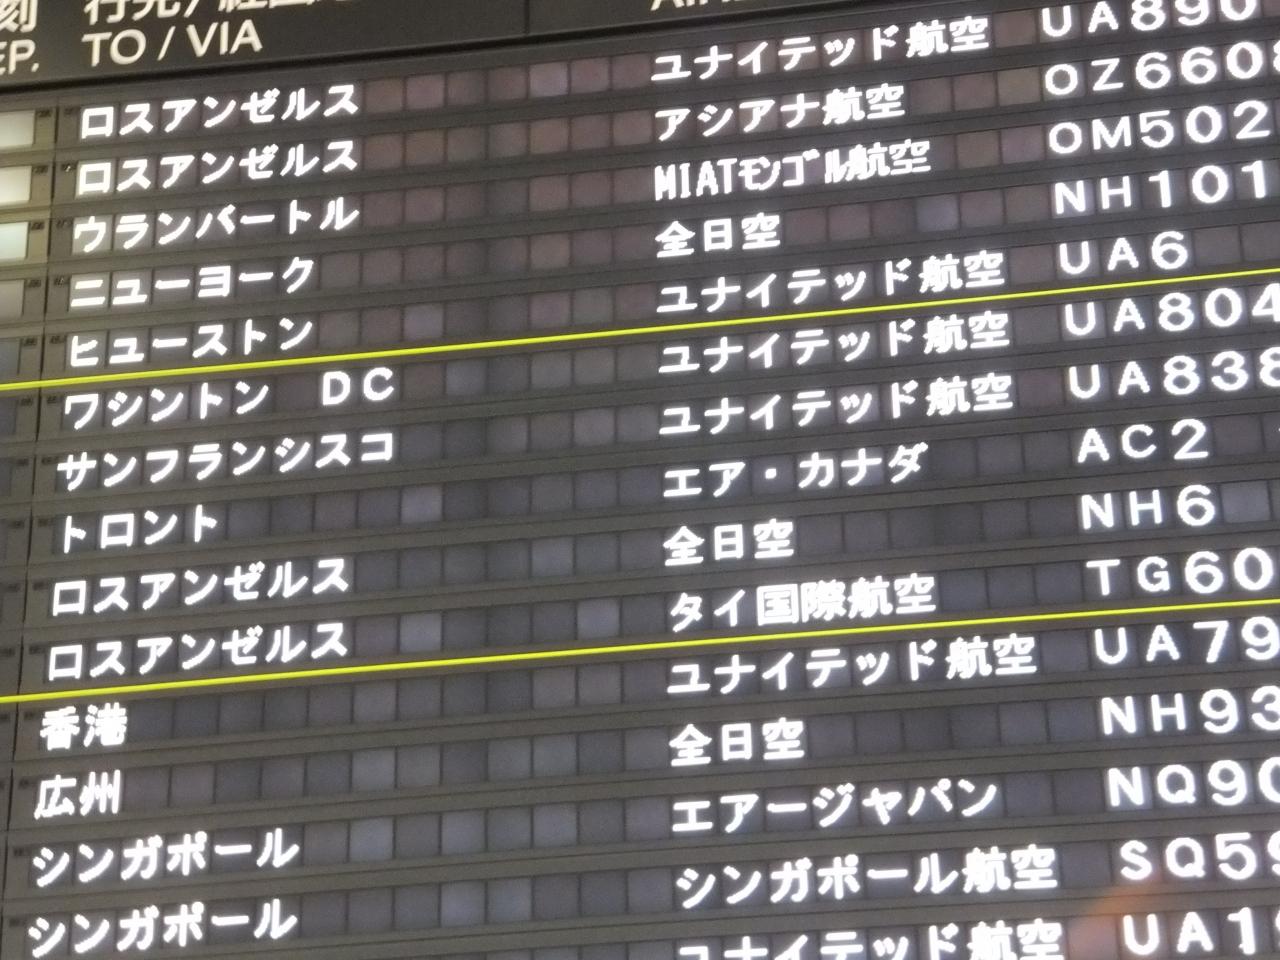 TO / VIA
ロスアンゼルス ユナイテッド航空 UA890
ロスアンゼルス アシアナ航空 OZ660
ウランバートル MIATモンゴル航空 OM502
ニューヨーク 全日空 NH101
ヒューストン ユナイテッド航空 UA6
ワシントン DC ユナイテッド航空 UA804
サンフランシスコ ユナイテッド航空 UA838
トロント エア・カナダ AC2
ロスアンゼルス 全日空 NH6
ロスアンゼルス タイ国際航空 TG60
香港 ユナイテッド航空 UA79
広州 全日空 NH93
シンガポール エアージャパン NQ90
シンガポール シンガポール航空 SQ59
ユナイテッド航空 UA1